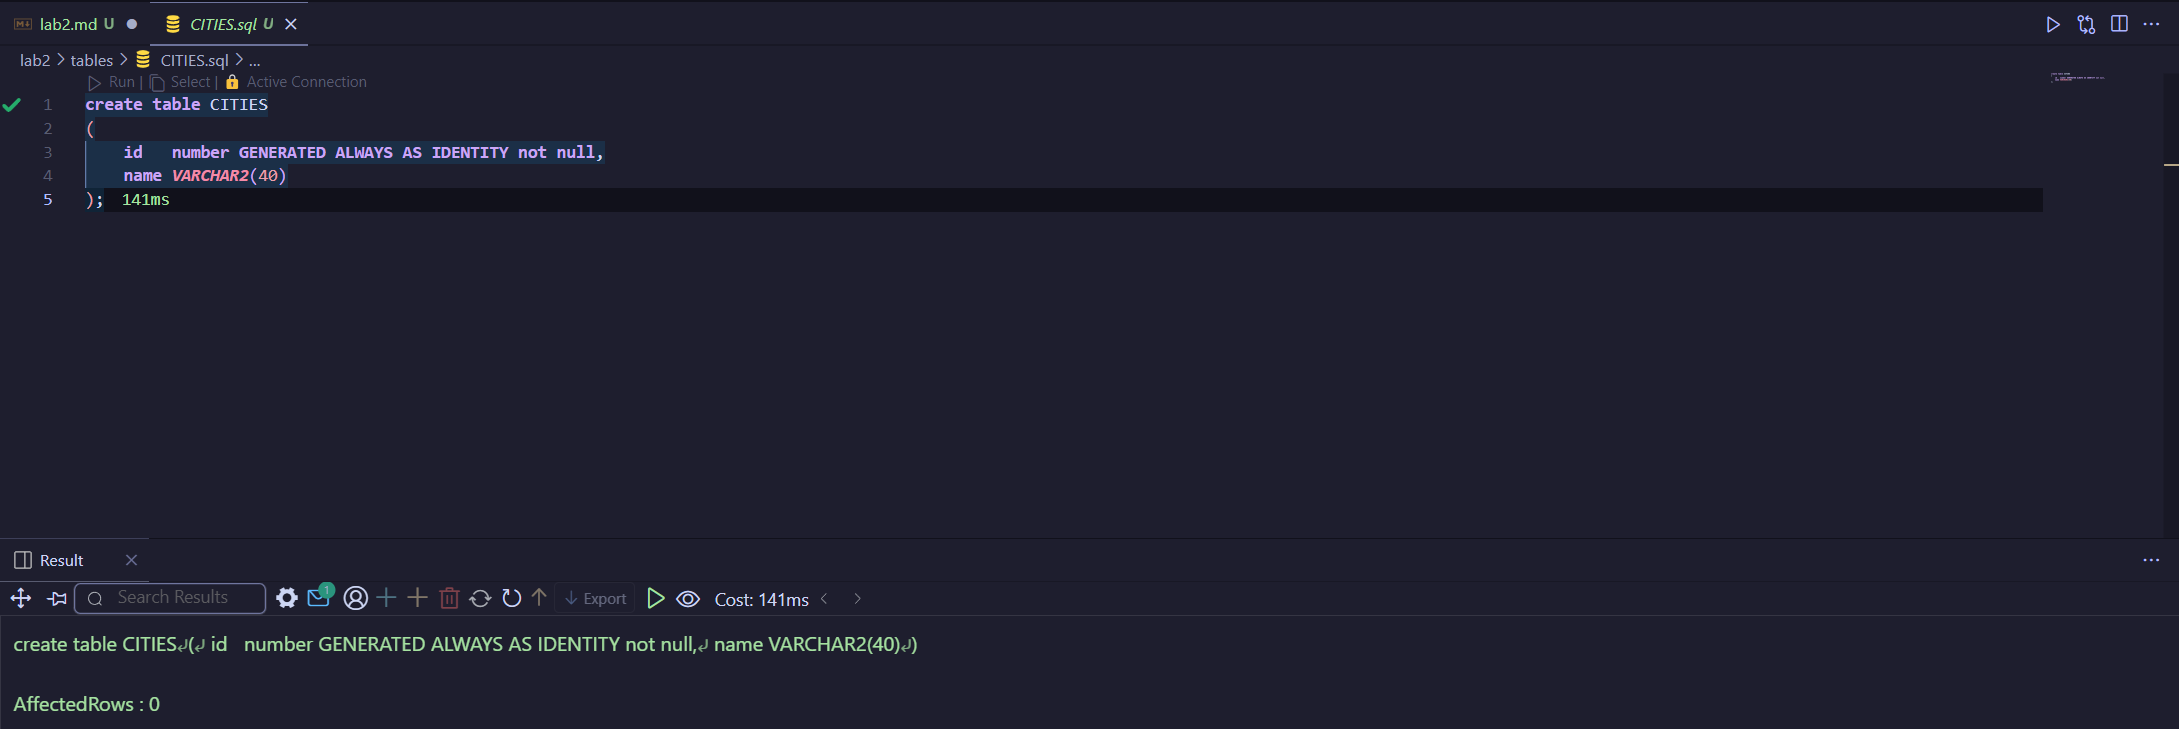 lab2.md U
CITIES.sql U
lab2 > tables > CITIES.sql > ...
Run | Select | Active Connection
1 create table CITIES
2 (
3 id   number GENERATED ALWAYS AS IDENTITY not null,
4 name VARCHAR2(40)
5 ); 141ms
Result
Search Results
1
Export
Cost: 141ms
create table CITIES↵(↵ id   number GENERATED ALWAYS AS IDENTITY not null,↵ name VARCHAR2(40)↵)
AffectedRows : 0